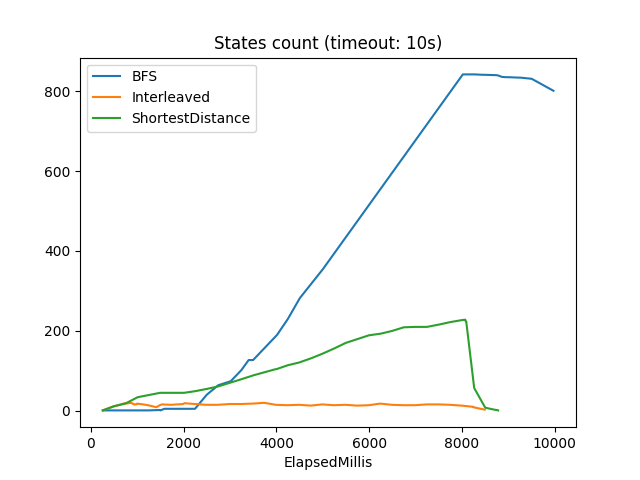 States count (timeout: 10s)
BFS
Interleaved
ShortestDistance
800
600
400
200
0
0 2000 4000 6000 8000 10000
ElapsedMillis